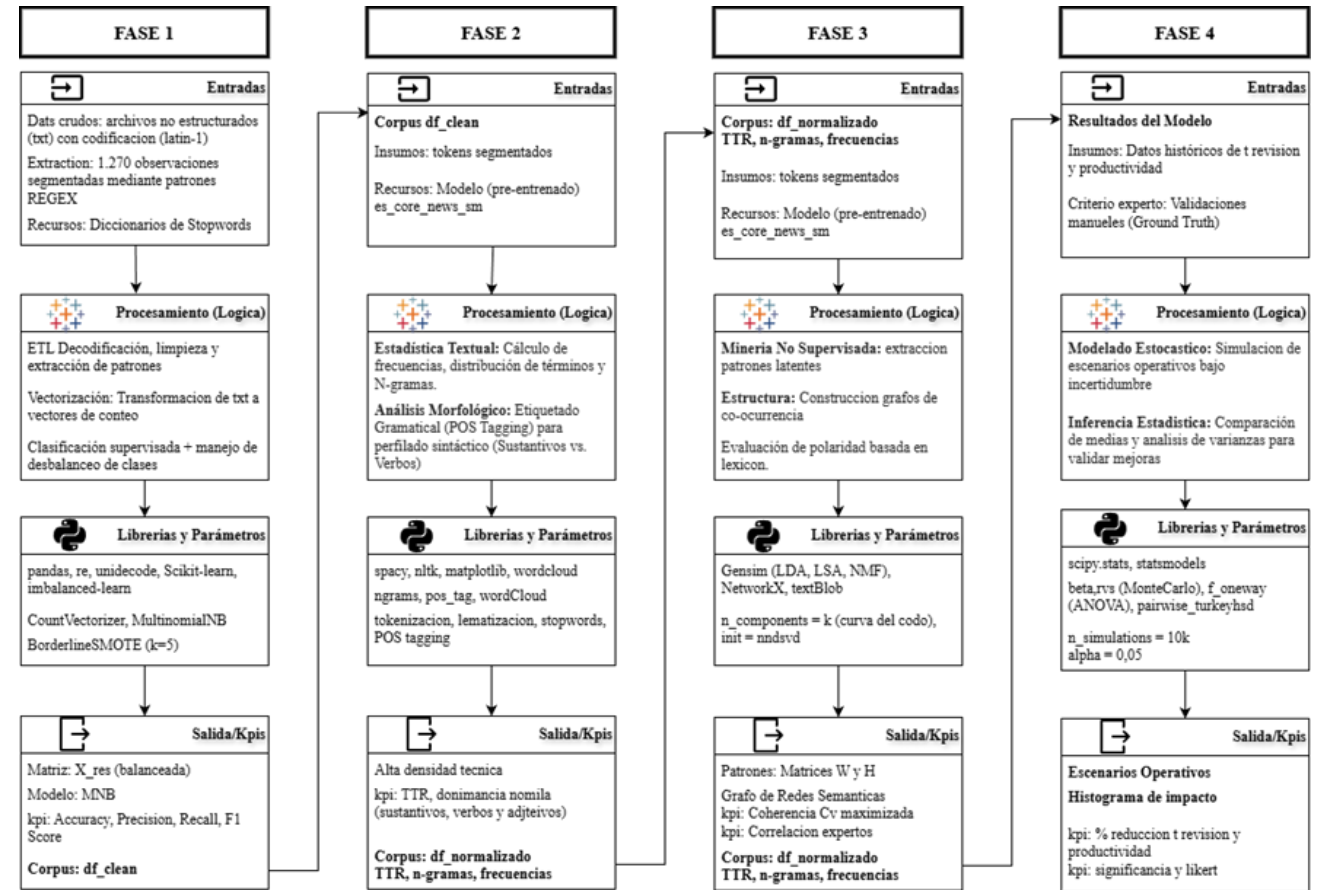 FASE 1
Entradas
Dats crudos: archivos no estructurados
(txt) con codificacion (latin-1)
Extraction: 1.270 observaciones
segmentadas mediante patrones
REGEX
Recursos: Diccionarios de Stopwords
Procesamiento (Logica)
ETL Decodificación, limpieza y
extracción de patrones
Vectorización: Transformacion de txt a
vectores de conteo
Clasificación supervisada + manejo de
desbalanceo de clases
Librerias y Parámetros
pandas, re, unidecode, Scikit-learn,
imbalanced-learn
CountVectorizer, MultinomialNB
BorderlineSMOTE (k=5)
Salida/Kpis
Matriz: X_res (balanceada)
Modelo: MNB
kpi: Accuracy, Precision, Recall, F1
Score
Corpus: df_clean
FASE 2
Entradas
Corpus df_clean
Insumos: tokens segmentados
Recursos: Modelo (pre-entrenado)
es_core_news_sm
Procesamiento (Logica)
Estadística Textual: Cálculo de
frecuencias, distribución de términos y
N-gramas.
Análisis Morfológico: Etiquetado
Gramatical (POS Tagging) para
perfilado sintáctico (Sustantivos vs.
Verbos)
Librerias y Parámetros
spacy, nltk, matplotlib, wordcloud
ngrams, pos_tag, wordCloud
tokenizacion, lematizacion, stopwords,
POS tagging
Salida/Kpis
Alta densidad tecnica
kpi: TTR, donimancia nomila
(sustantivos, verbos y adjteivos)
Corpus: df_normalizado
TTR, n-gramas, frecuencias
FASE 3
Entradas
Corpus: df_normalizado
TTR, n-gramas, frecuencias
Insumos: tokens segmentados
Recursos: Modelo (pre-entrenado)
es_core_news_sm
Procesamiento (Logica)
Mineria No Supervisada: extraccion
patrones latentes
Estructura: Construccion grafos de
co-ocurrencia
Evaluación de polaridad basada en
lexicon.
Librerias y Parámetros
Gensim (LDA, LSA, NMF),
NetworkX, textBlob
n_components = k (curva del codo),
init = nndsvd
Salida/Kpis
Patrones: Matrices W y H
Grafo de Redes Semanticas
kpi: Coherencia Cv maximizada
kpi: Correlacion expertos
Corpus: df_normalizado
TTR, n-gramas, frecuencias
FASE 4
Entradas
Resultados del Modelo
Insumos: Datos históricos de t revision
y productividad
Criterio experto: Validaciones
manueles (Ground Truth)
Procesamiento (Logica)
Modelado Estocastico: Simulacion de
escenarios operativos bajo
incertidumbre
Inferencia Estadistica: Comparación
de medias y analisis de varianzas para
validar mejoras
Librerias y Parámetros
scipy.stats, statsmodels
beta,rvs (MonteCarlo), f_oneway
(ANOVA), pairwise_turkeyhsd
n_simulations = 10k
alpha = 0,05
Salida/Kpis
Escenarios Operativos
Histograma de impacto
kpi: % reduccion t revision y
productividad
kpi: significancia y likert